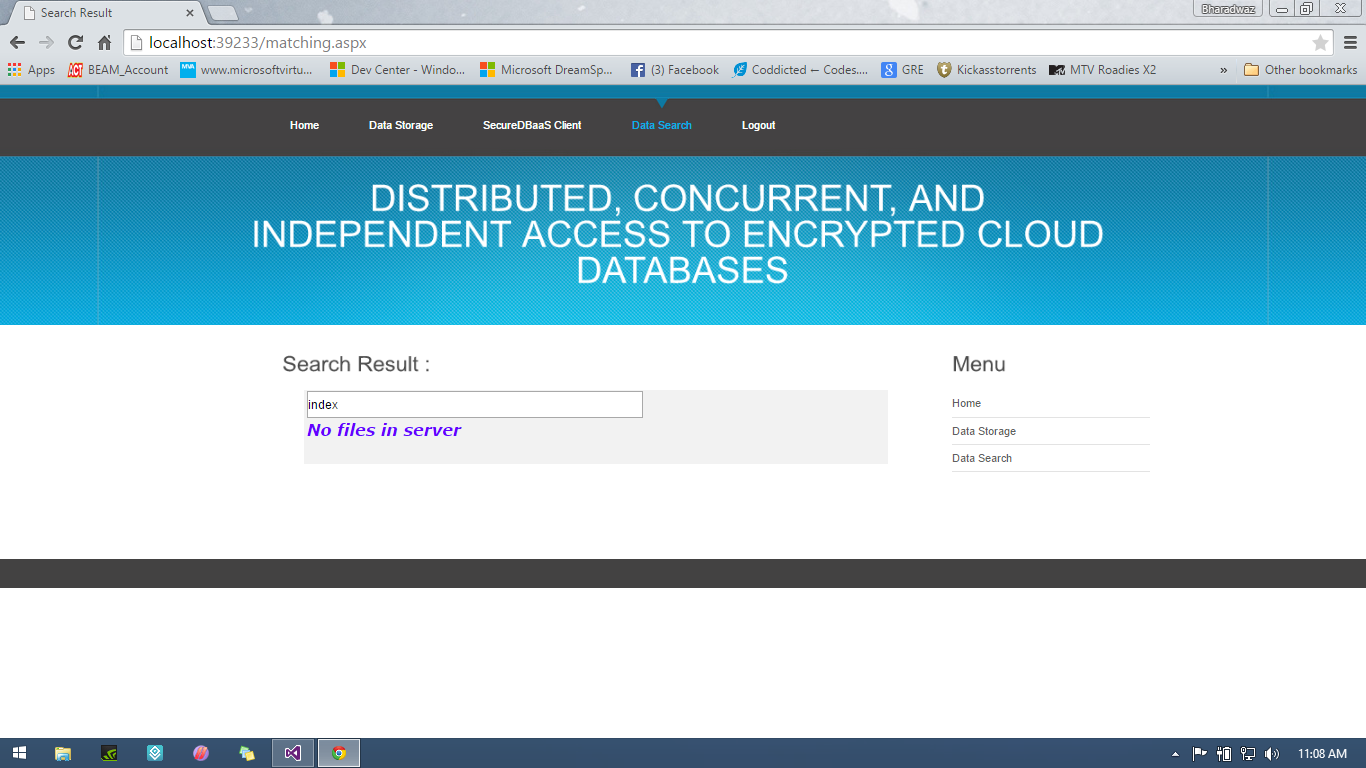 Search Result
Bharadwaz
localhost:39233/matching.aspx
Apps ACT BEAM_Account MVA www.microsoftvirtu... Dev Center - Windo... Microsoft DreamSp... (3) Facebook Coddicted ← Codes.... GRE Kickasstorrents MTV Roadies X2 » Other bookmarks
Home Data Storage SecureDBaaS Client Data Search Logout
DISTRIBUTED, CONCURRENT, AND
INDEPENDENT ACCESS TO ENCRYPTED CLOUD
DATABASES
Search Result :
index
No files in server
Menu
Home
Data Storage
Data Search
11:08 AM